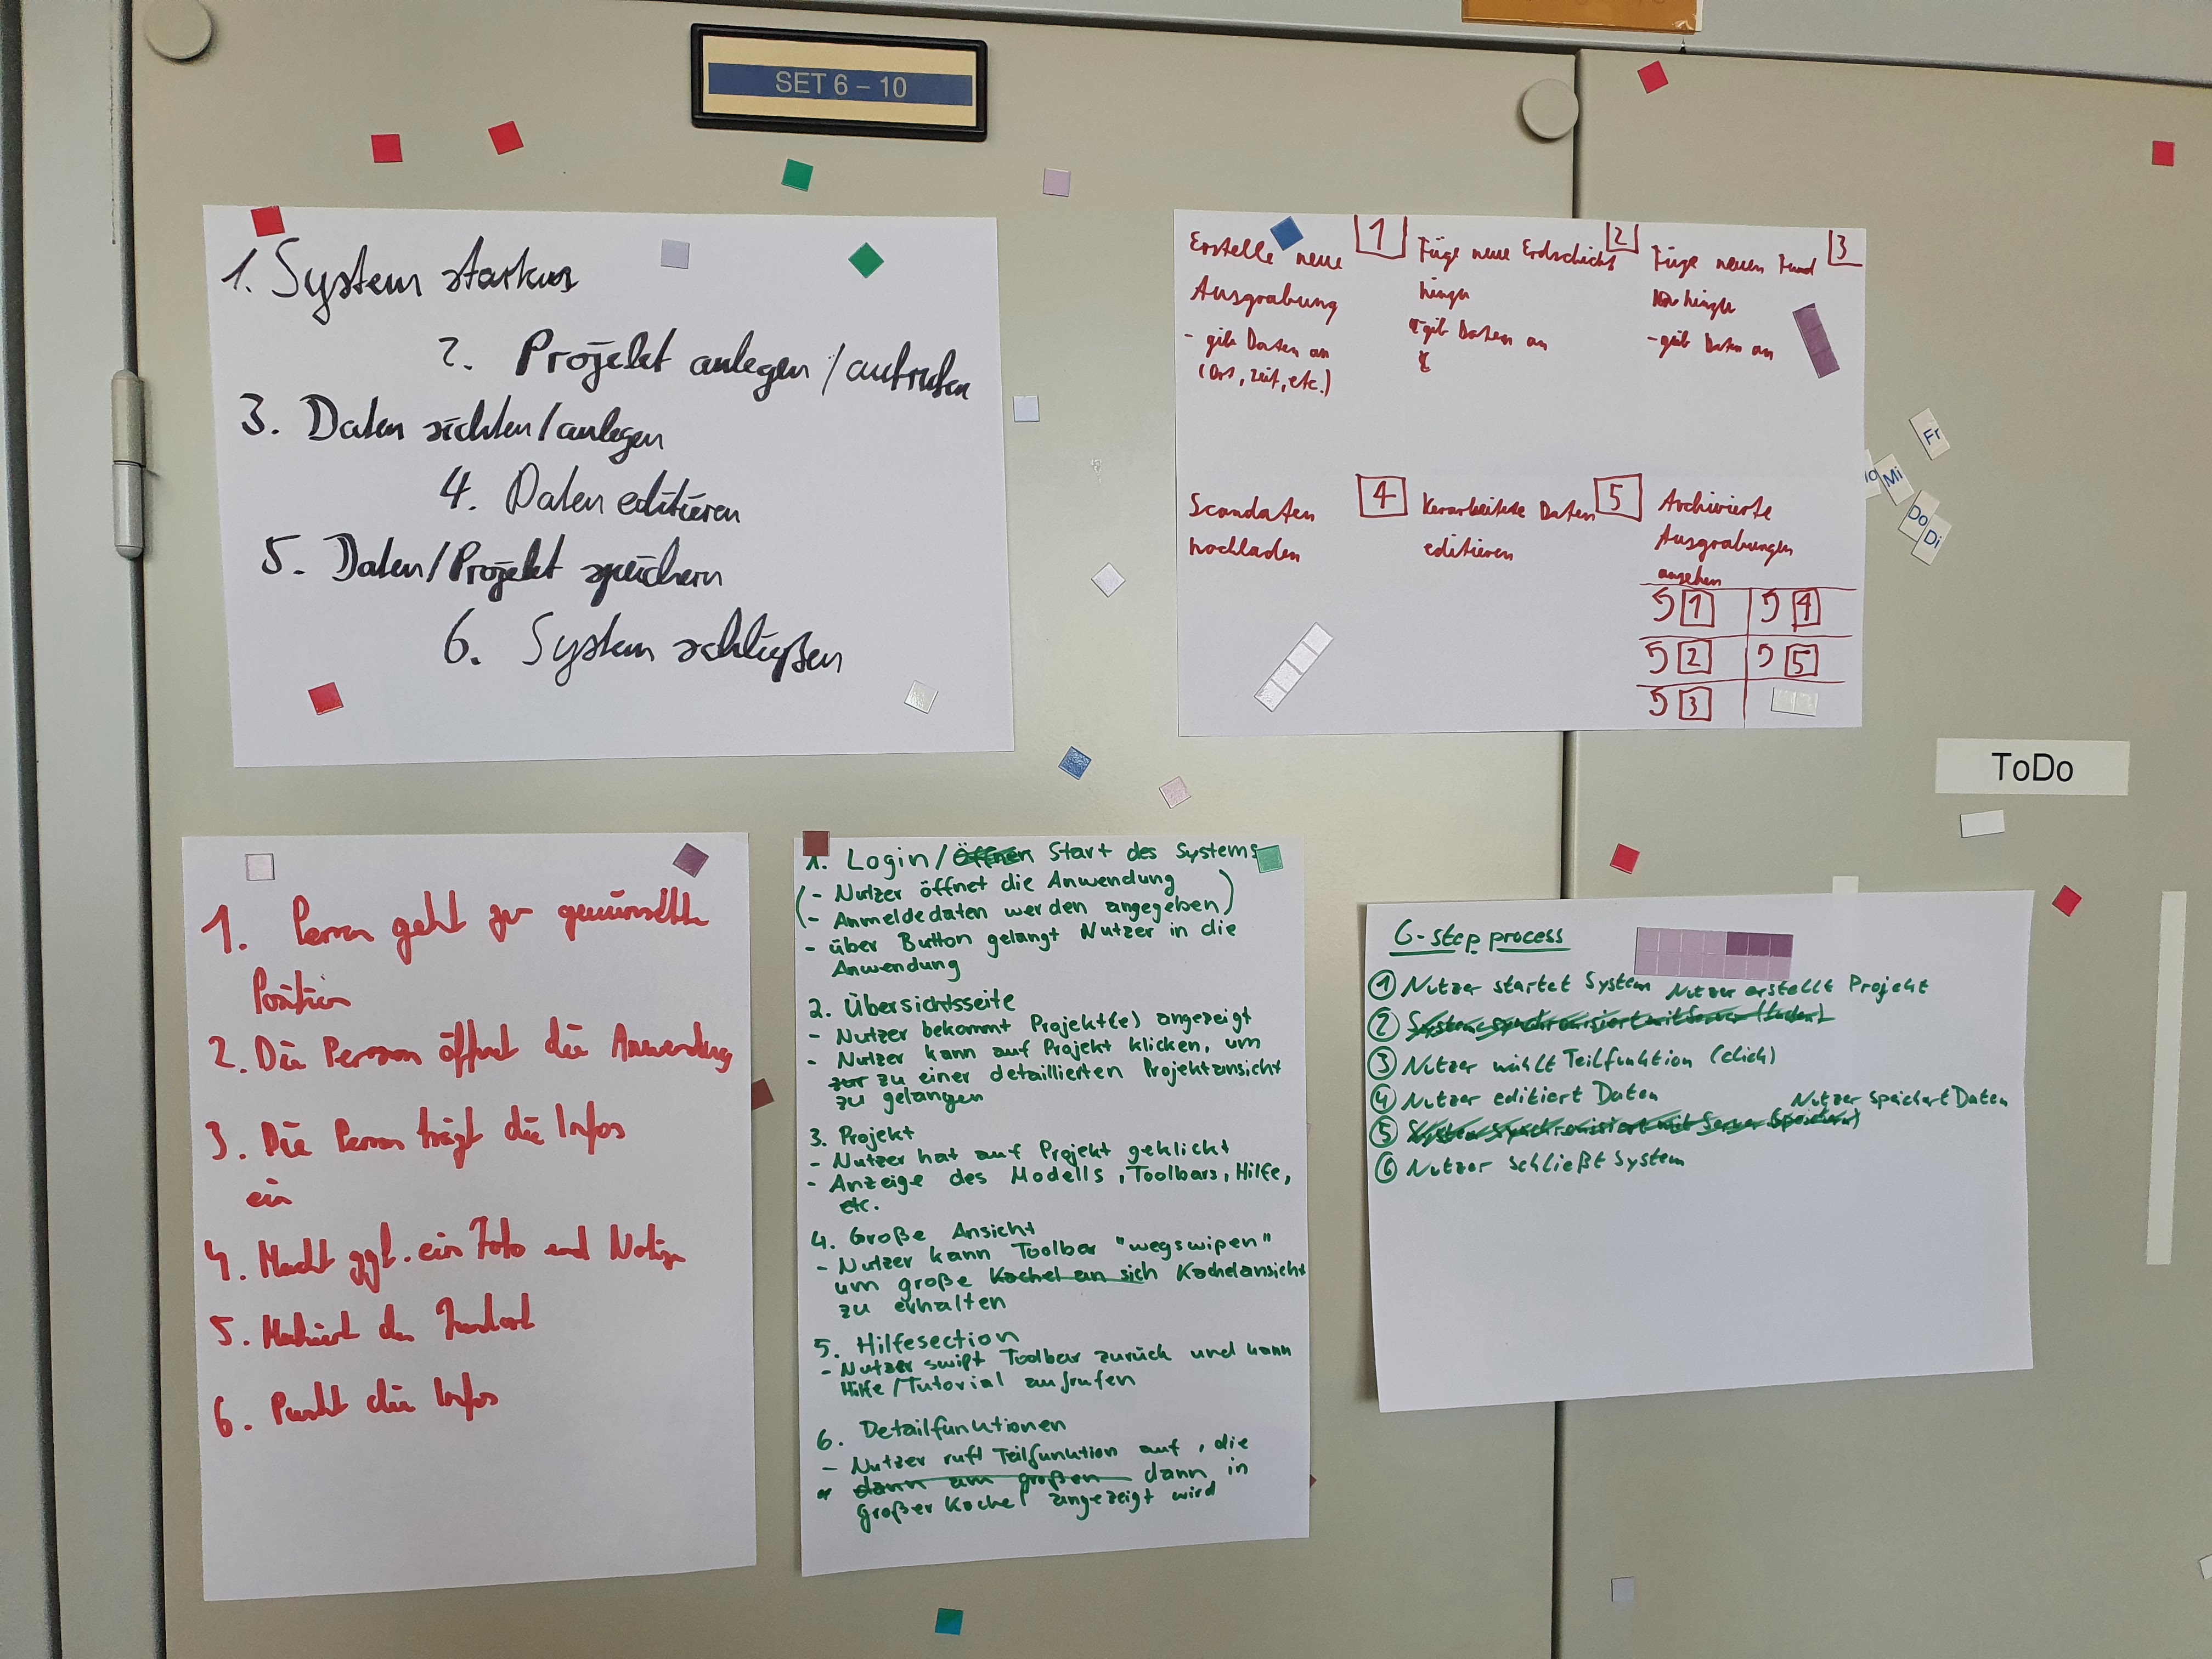 SET 6 – 10
1. System starten
2. Projekt anlegen / aufrufen
3. Daten sichten/anlegen
4. Daten editieren
5. Daten/Projekt speichern
6. System schließen
Erstelle neue
Ausgrabung
- gib Daten an
(Ort, Zeit, etc.)
1
Füge neue Erdschicht
hinzu
- gib Daten an
2
Füge neuen Fund
hinzu
- gib Daten an
3
Scandaten
hochladen
4
Verarbeitete Daten
editieren
5
Archivierte
Ausgrabungen
ansehen
1 4
2 5
3
Fr
Mi
Do
Di
ToDo
1. Person geht zur gewünschten
Position
2. Die Person öffnet die Anwendung
3. Die Person trägt die Infos
ein
4. Macht ggf. ein Foto und Notiz
5. Markiert den Fundort
6. Pusht die Infos
1. Login/Öffnen Start des Systems
(- Nutzer öffnet die Anwendung
- Anmeldedaten werden angegeben)
- über Button gelangt Nutzer in die
Anwendung
2. Übersichtsseite
- Nutzer bekommt Projekt(e) angezeigt
- Nutzer kann auf Projekt klicken, um
zur zu einer detaillierten Projektansicht
zu gelangen
3. Projekt
- Nutzer hat auf Projekt geklickt
- Anzeige des Modells, Toolbars, Hilfe,
etc.
4. Große Ansicht
- Nutzer kann Toolbar "wegswipen"
um große Kachel an sich Kachelansicht
zu erhalten
5. Hilfesection
- Nutzer swipt Toolbar zurück und kann
Hilfe/Tutorial aufrufen
6. Detailfunktionen
- Nutzer ruft Teilfunktion auf, die
dann am großen dann in
großer Kachel angezeigt wird
6-step process
1 Nutzer startet System
Nutzer erstellt Projekt
2 System synchronisiert mit Server (laden)
3 Nutzer wählt Teilfunktion (click)
4 Nutzer editiert Daten
Nutzer speichert Daten
5 System synchronisiert mit Server (speichern)
6 Nutzer schließt System